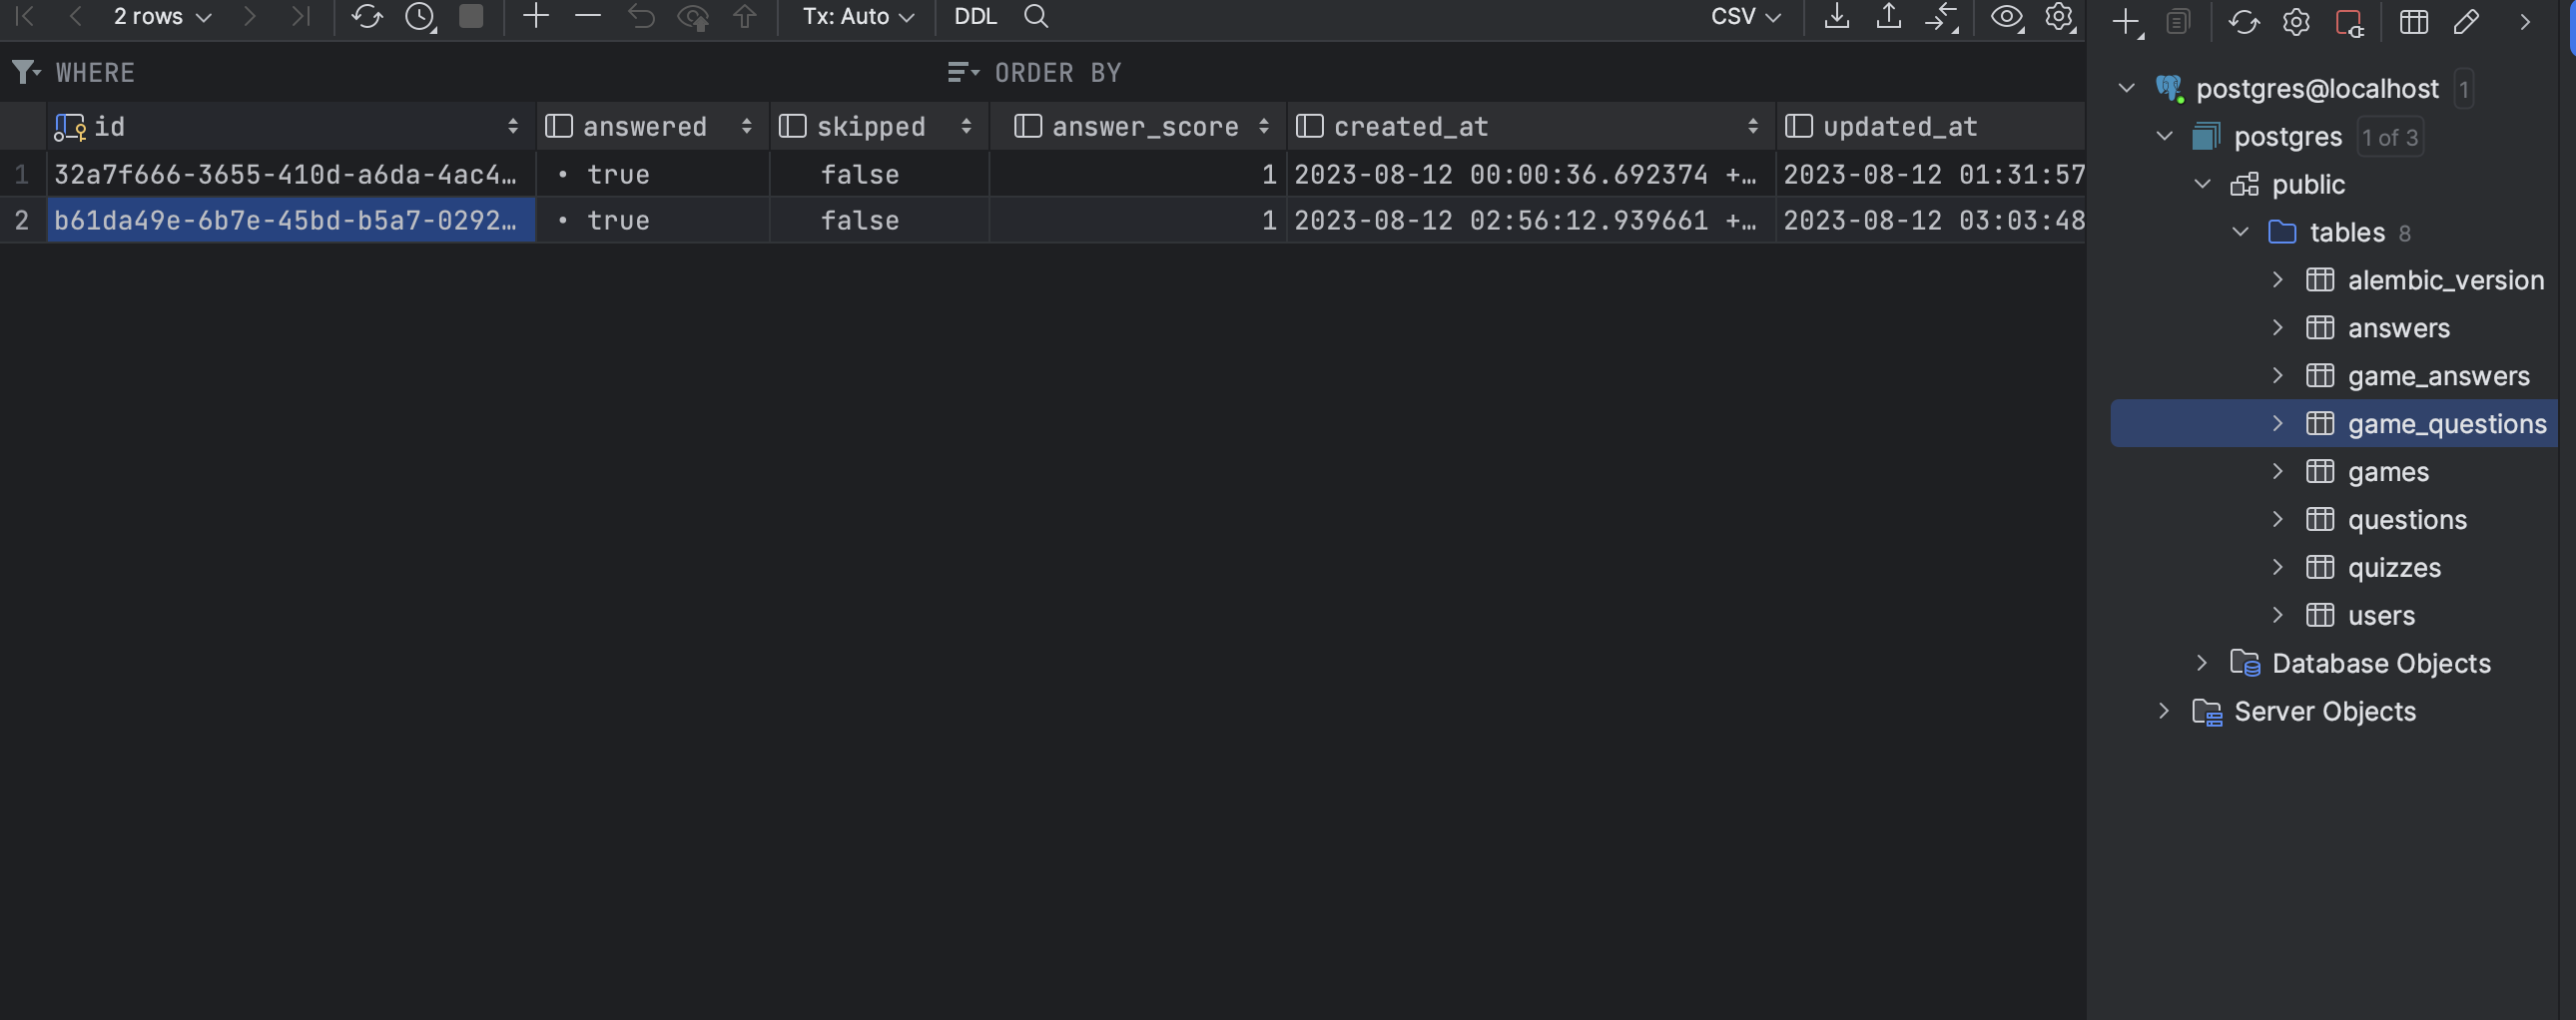 2 rows Tx: Auto DDL CSV
WHERE ORDER BY
id answered skipped answer_score created_at updated_at
1 32a7f666-3655-410d-a6da-4ac4… • true false 1 2023-08-12 00:00:36.692374 +… 2023-08-12 01:31:57
2 b61da49e-6b7e-45bd-b5a7-0292… • true false 1 2023-08-12 02:56:12.939661 +… 2023-08-12 03:03:48
postgres@localhost 1
postgres 1 of 3
public
tables 8
alembic_version
answers
game_answers
game_questions
games
questions
quizzes
users
Database Objects
Server Objects